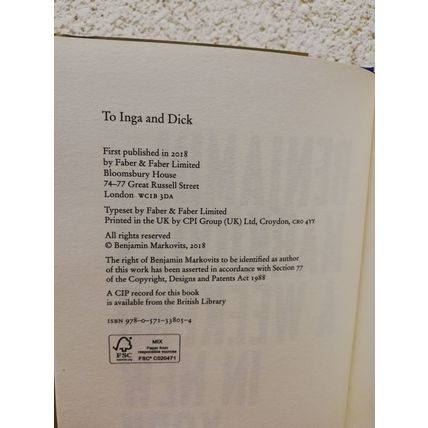 To Inga and Dick
First published in 2018
by Faber & Faber Limited
Bloomsbury House
74–77 Great Russell Street
London WC1B 3DA
Typeset by Faber & Faber Limited
Printed in the UK by CPI Group (UK) Ltd, Croydon, CR0 4YY
All rights reserved
© Benjamin Markovits, 2018
The right of Benjamin Markovits to be identified as author
of this work has been asserted in accordance with Section 77
of the Copyright, Designs and Patents Act 1988
A CIP record for this book
is available from the British Library
ISBN 978–0–571–33805–4
FSC
MIX
Paper from
responsible sources
FSC® C020471